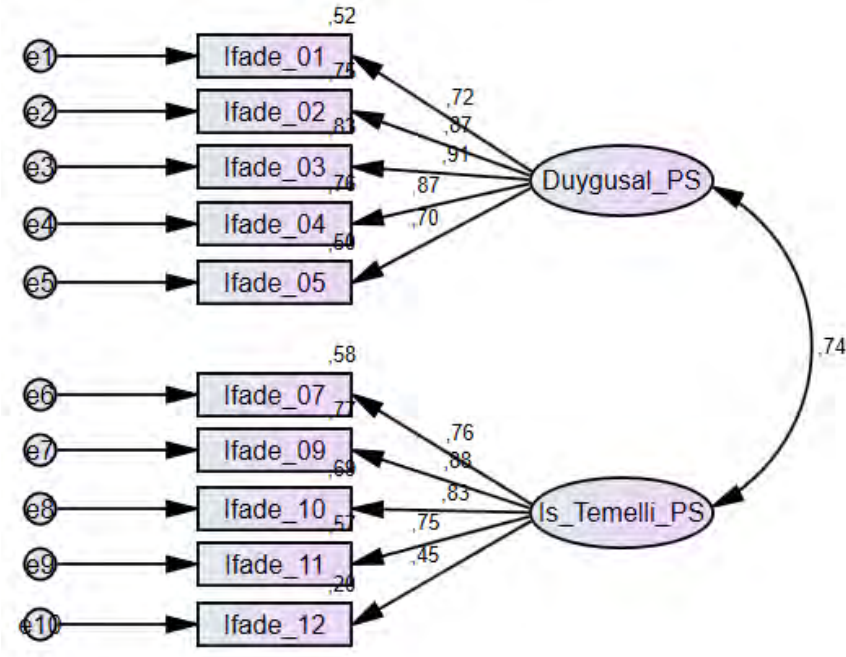 ,52
e1 Ifade_01
,72
,75
e2 Ifade_02
,87
,83
e3 Ifade_03
,91
Duygusal_PS
,76
,87
e4 Ifade_04
,70
,50
e5 Ifade_05
,74
,58
e6 Ifade_07
,76
,77
e7 Ifade_09
,88
,69
e8 Ifade_10
,83
Is_Temelli_PS
,57
,75
e9 Ifade_11
,45
,20
e10 Ifade_12